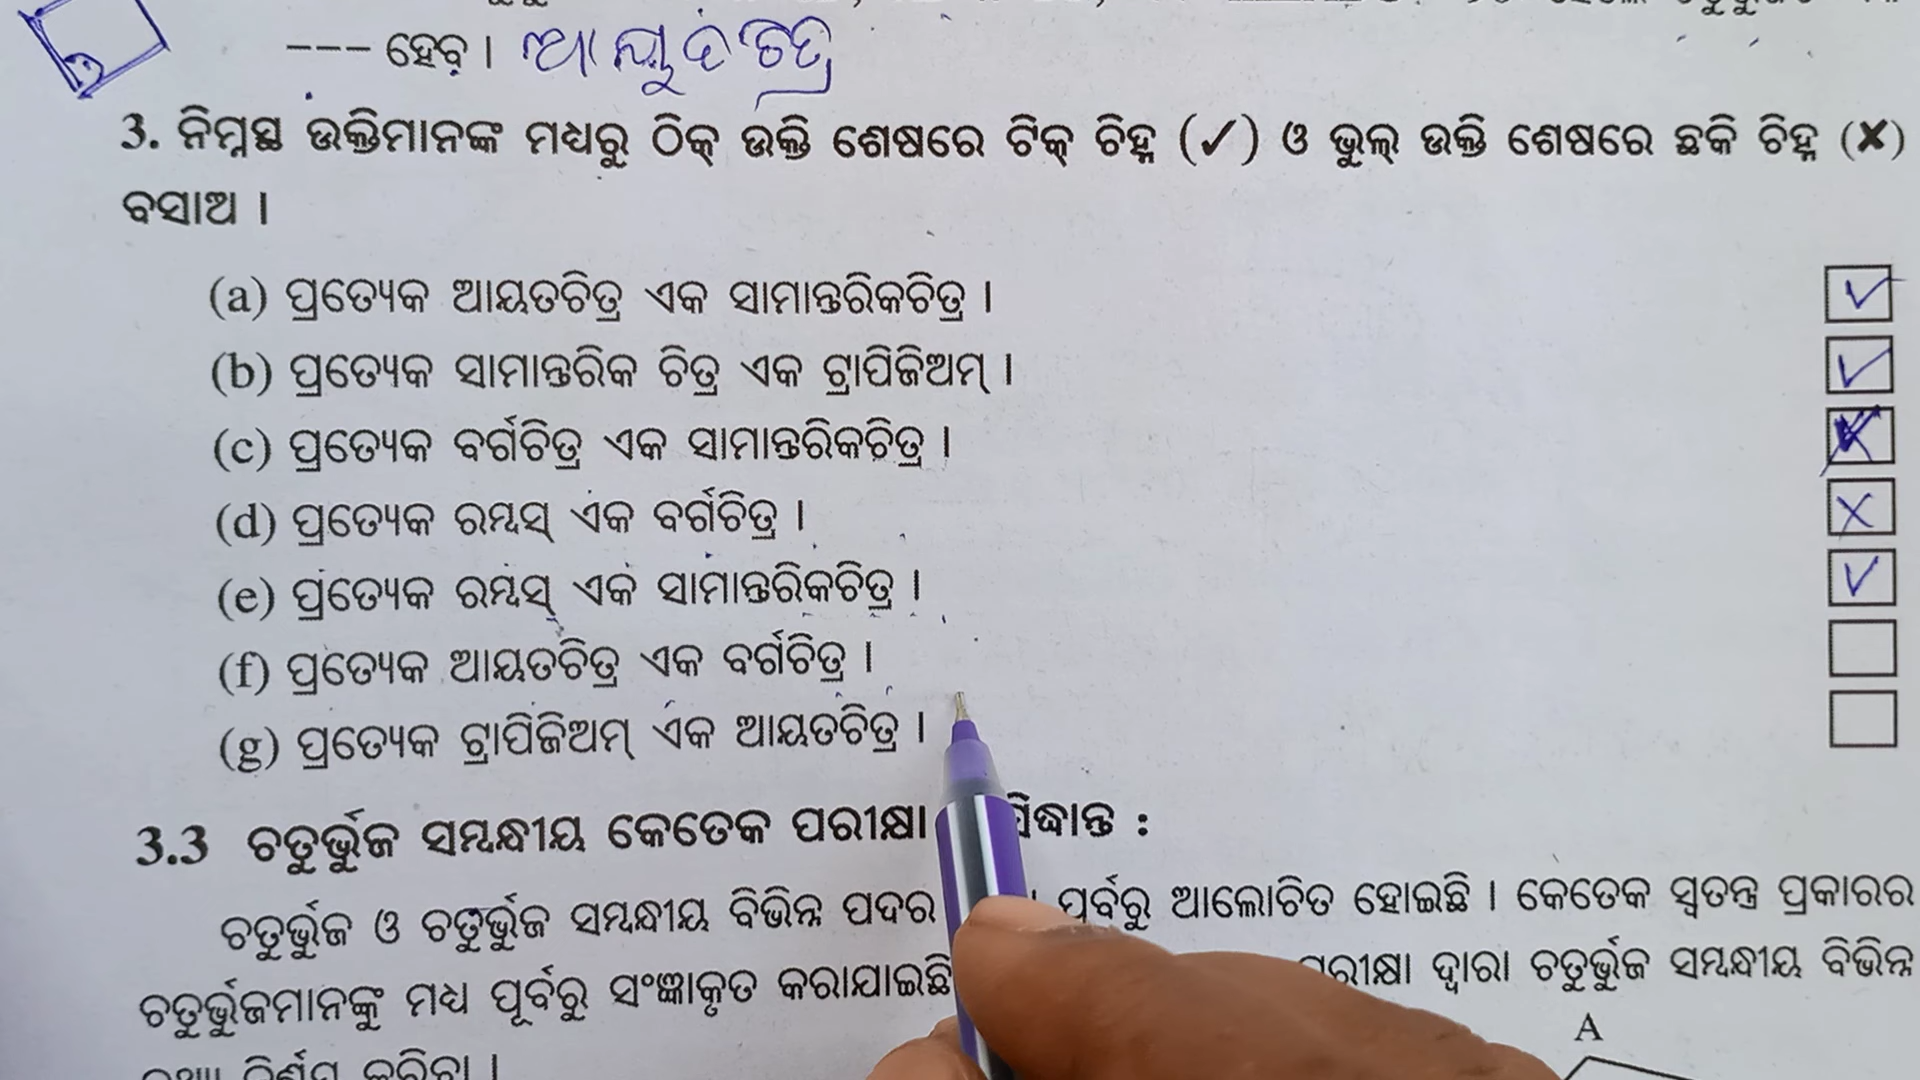 --- ହେବ । ଆୟତଚିତ୍ର
3. ନିମ୍ନସ୍ଥ ଉକ୍ତିମାନଙ୍କ ମଧ୍ୟରୁ ଠିକ୍ ଉକ୍ତି ଶେଷରେ ଟିକ୍ ଚିହ୍ନ (✓) ଓ ଭୁଲ୍ ଉକ୍ତି ଶେଷରେ ଛକି ଚିହ୍ନ (✗)
ବସାଅ ।
(a) ପ୍ରତ୍ୟେକ ଆୟତଚିତ୍ର ଏକ ସାମାନ୍ତରିକଚିତ୍ର । ✓
(b) ପ୍ରତ୍ୟେକ ସାମାନ୍ତରିକ ଚିତ୍ର ଏକ ଟ୍ରାପିଜିଅମ୍ । ✓
(c) ପ୍ରତ୍ୟେକ ବର୍ଗଚିତ୍ର ଏକ ସାମାନ୍ତରିକଚିତ୍ର ।
(d) ପ୍ରତ୍ୟେକ ରମ୍ବସ୍ ଏକ ବର୍ଗଚିତ୍ର । ✗
(e) ପ୍ରତ୍ୟେକ ରମ୍ବସ୍ ଏକ ସାମାନ୍ତରିକଚିତ୍ର । ✓
(f) ପ୍ରତ୍ୟେକ ଆୟତଚିତ୍ର ଏକ ବର୍ଗଚିତ୍ର ।
(g) ପ୍ରତ୍ୟେକ ଟ୍ରାପିଜିଅମ୍ ଏକ ଆୟତଚିତ୍ର ।
3.3 ଚତୁର୍ଭୁଜ ସମ୍ବନ୍ଧୀୟ କେତେକ ପରୀକ୍ଷା ସିଦ୍ଧାନ୍ତ :
ଚତୁର୍ଭୁଜ ଓ ଚତୁର୍ଭୁଜ ସମ୍ବନ୍ଧୀୟ ବିଭିନ୍ନ ପଦର ପୂର୍ବରୁ ଆଲୋଚିତ ହୋଇଛି । କେତେକ ସ୍ୱତନ୍ତ୍ର ପ୍ରକାରର
ଚତୁର୍ଭୁଜମାନଙ୍କୁ ମଧ୍ୟ ପୂର୍ବରୁ ସଂଜ୍ଞାକୃତ କରାଯାଇଛି ପରୀକ୍ଷା ଦ୍ୱାରା ଚତୁର୍ଭୁଜ ସମ୍ବନ୍ଧୀୟ ବିଭିନ୍ନ
A